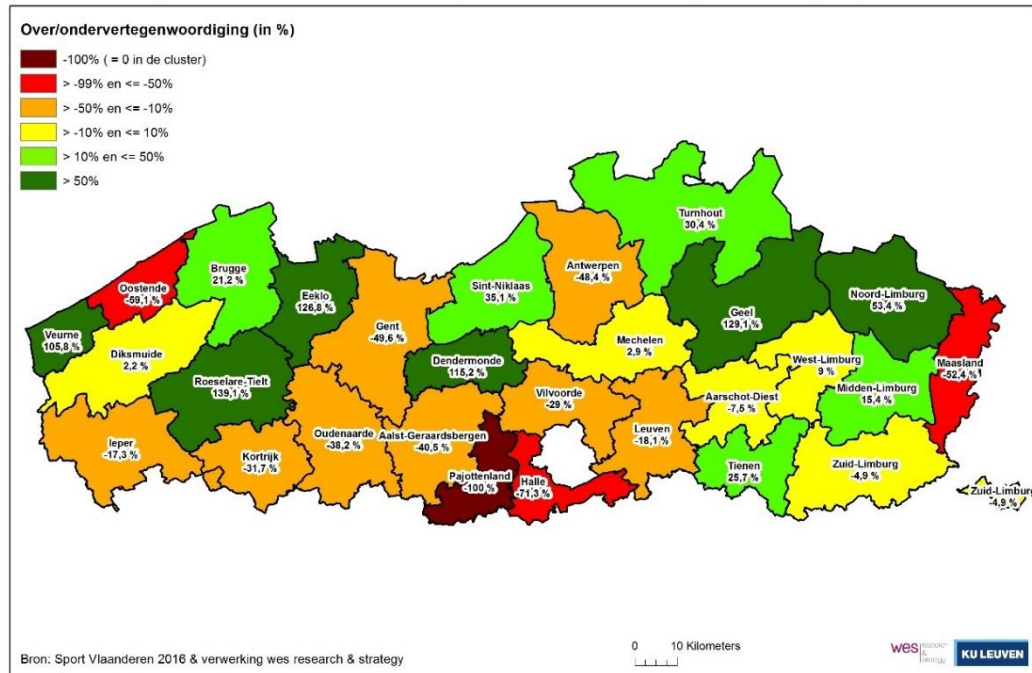 Over/ondervertegenwoordiging (in %)
-100% ( = 0 in de cluster)
> -99% en <= -50%
> -50% en <= -10%
> -10% en <= 10%
> 10% en <= 50%
> 50%
Turnhout
30,4 %
Antwerpen
-48,4 %
Brugge
21,2 %
Sint-Niklaas
35,1 %
Oostende
-59,1 %
Eeklo
126,8 %
Noord-Limburg
53,4 %
Geel
129,1 %
Gent
-49,6 %
Veurne
105,8 %
Mechelen
2,9 %
Diksmuide
2,2 %
Dendermonde
115,2 %
West-Limburg
9 %
Maasland
-52,4 %
Roeselare-Tielt
139,1 %
Vilvoorde
-29 %
Aarschot-Diest
-7,5 %
Midden-Limburg
15,4 %
Leuven
-18,1 %
Oudenaarde
-38,2 %
Aalst-Geraardsbergen
-40,5 %
Ieper
-17,3 %
Kortrijk
-31,7 %
Zuid-Limburg
-4,9 %
Pajottenland
-100 %
Halle
-71,3 %
Tienen
25,7 %
Zuid-Limburg
-4,9 %
Bron: Sport Vlaanderen 2016 & verwerking wes research & strategy
0 10 Kilometers
wes research
&
strategy
KU LEUVEN